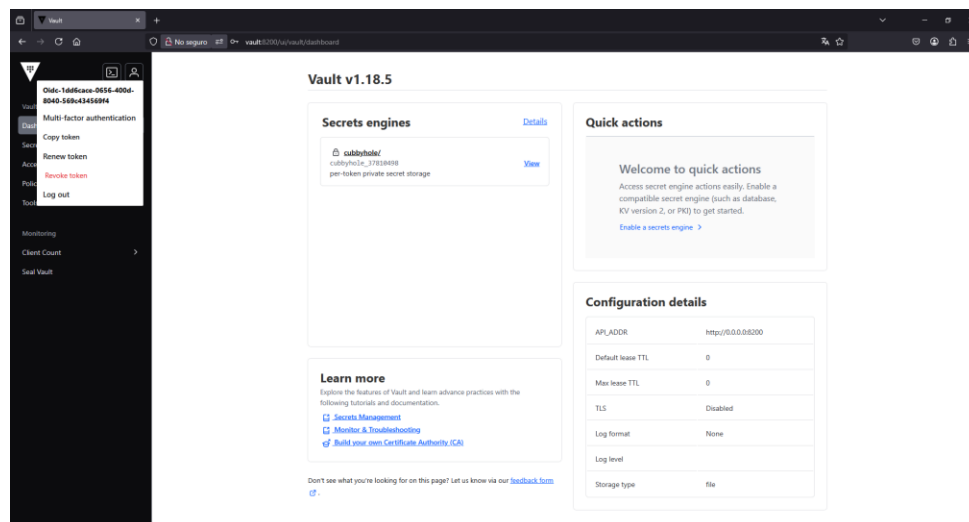 Vault
No seguro
vault:8200/ui/vault/dashboard
Oidc-1dd6cace-0656-400d-
8040-569c434569f4
Multi-factor authentication
Copy token
Renew token
Revoke token
Log out
Vaul
Dash
Secr
Acce
Polic
Tool
Monitoring
Client Count
Seal Vault
Vault v1.18.5
Secrets engines
Details
cubbyhole/
cubbyhole_37810498
per-token private secret storage
View
Learn more
Explore the features of Vault and learn advance practices with the
following tutorials and documentation.
Secrets Management
Monitor & Troubleshooting
Build your own Certificate Authority (CA)
Don't see what you're looking for on this page? Let us know via our feedback form
.
Quick actions
Welcome to quick actions
Access secret engine actions easily. Enable a
compatible secret engine (such as database,
KV version 2, or PKI) to get started.
Enable a secrets engine
Configuration details
API_ADDR http://0.0.0.0:8200
Default lease TTL 0
Max lease TTL 0
TLS Disabled
Log format None
Log level
Storage type file